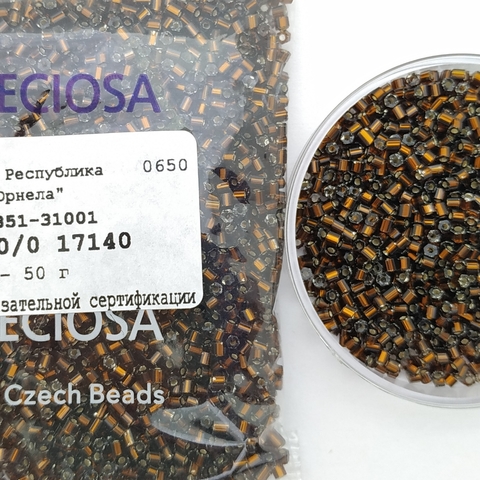 ECIOSA
Республика 0650
Орнела"
351-31001
0/0 17140
- 50 г
зательной сертификации
ECIOSA
Czech Beads